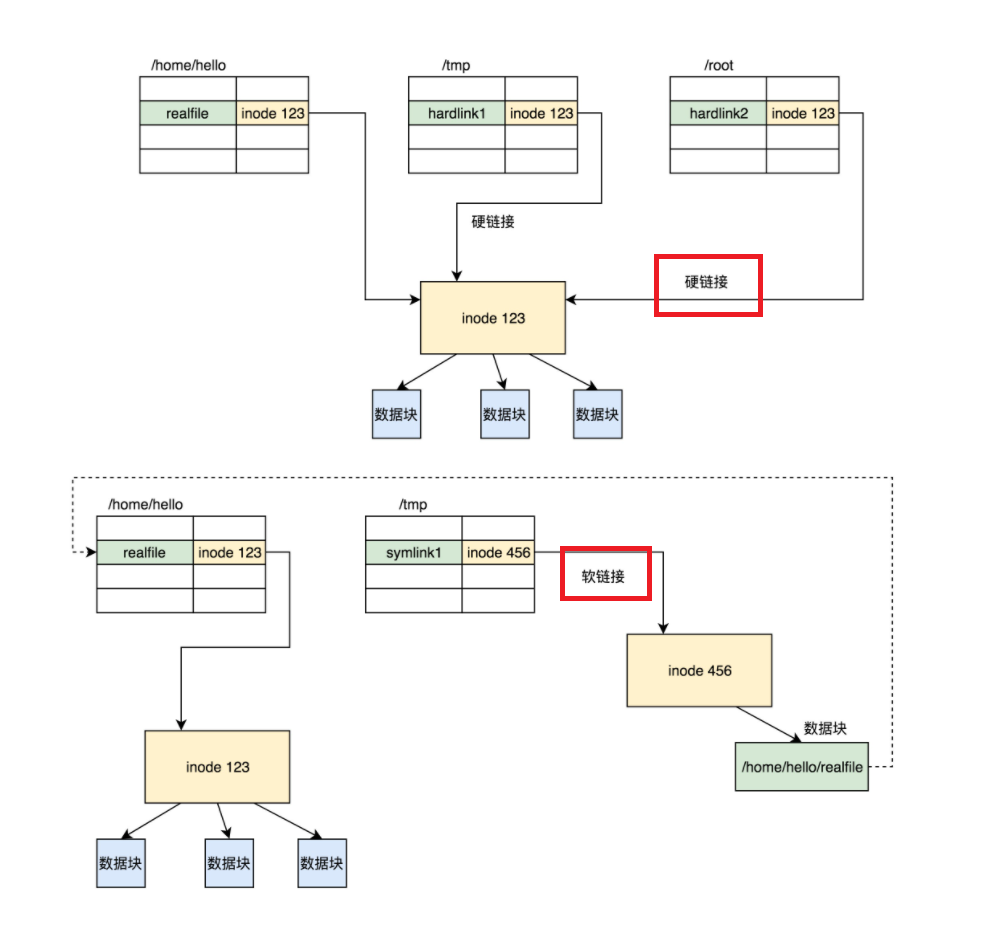 /home/hello
/tmp
/root
realfile
inode 123
hardlink1
inode 123
hardlink2
inode 123
硬链接
硬链接
inode 123
数据块
数据块
数据块
/home/hello
/tmp
realfile
inode 123
symlink1
inode 456
软链接
inode 456
数据块
/home/hello/realfile
inode 123
数据块
数据块
数据块